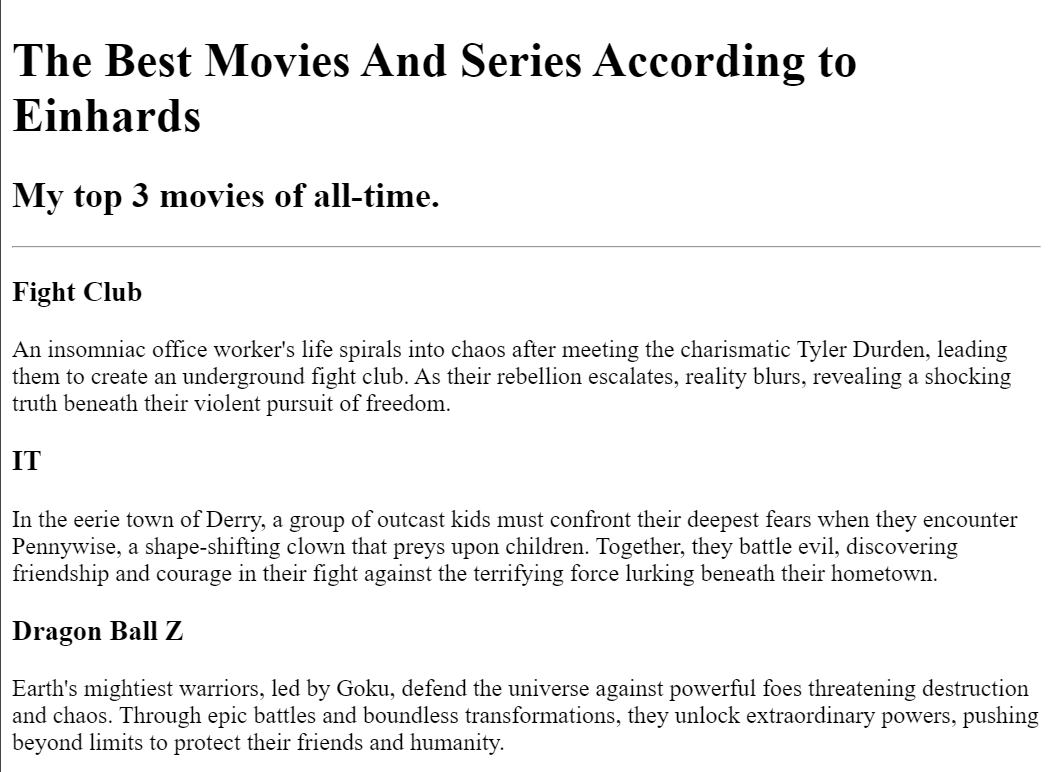 The Best Movies And Series According to
Einhards
My top 3 movies of all-time.
Fight Club
An insomniac office worker's life spirals into chaos after meeting the charismatic Tyler Durden, leading
them to create an underground fight club. As their rebellion escalates, reality blurs, revealing a shocking
truth beneath their violent pursuit of freedom.
IT
In the eerie town of Derry, a group of outcast kids must confront their deepest fears when they encounter
Pennywise, a shape-shifting clown that preys upon children. Together, they battle evil, discovering
friendship and courage in their fight against the terrifying force lurking beneath their hometown.
Dragon Ball Z
Earth's mightiest warriors, led by Goku, defend the universe against powerful foes threatening destruction
and chaos. Through epic battles and boundless transformations, they unlock extraordinary powers, pushing
beyond limits to protect their friends and humanity.